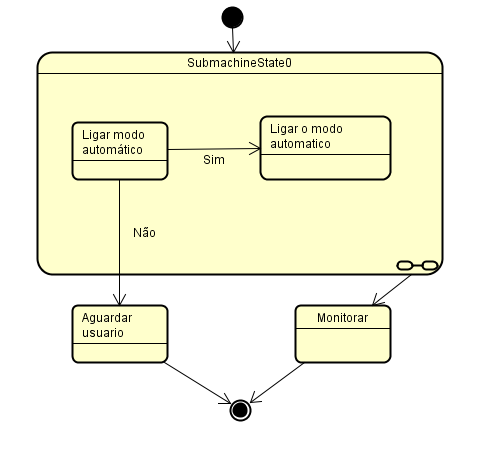 SubmachineState0
Ligar modo
automático
Sim
Ligar o modo
automatico
Não
Aguardar
usuario
Monitorar